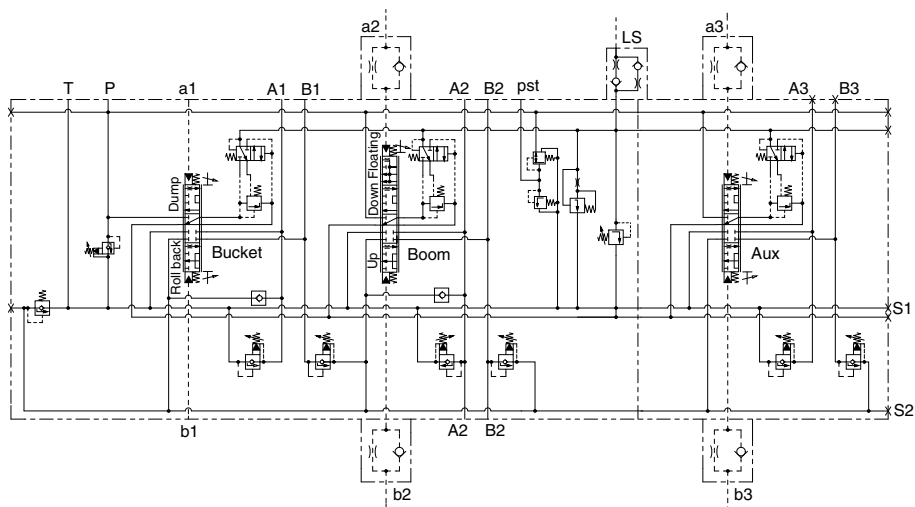 a2 LS a3
T P a1 A1 B1 A2 B2 pst A3 B3
Dump
Roll back
Bucket
Down Floating
Up
Boom
Aux
S1
S2
b1 A2 B2
b2 b3